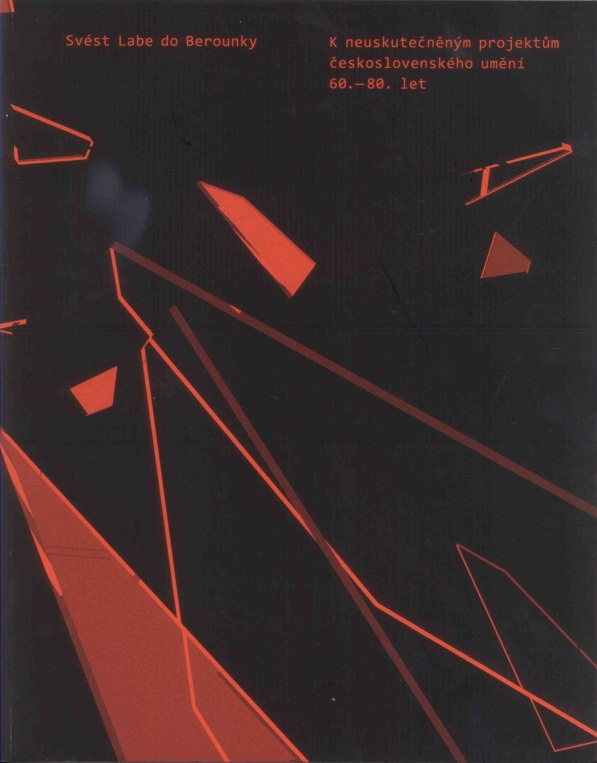 Svést Labe do Berounky
K neuskutečněným projektům
československého umění
60.–80. let